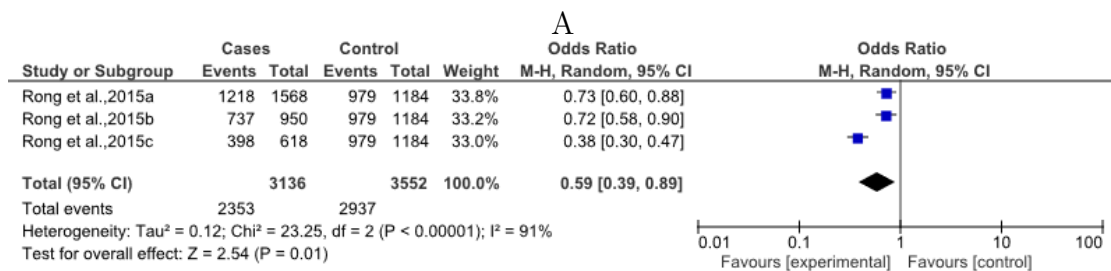 A
Cases Control Odds Ratio Odds Ratio
Study or Subgroup Events Total Events Total Weight M-H, Random, 95% CI M-H, Random, 95% CI
Rong et al.,2015a 1218 1568 979 1184 33.8% 0.73 [0.60, 0.88]
Rong et al.,2015b 737 950 979 1184 33.2% 0.72 [0.58, 0.90]
Rong et al.,2015c 398 618 979 1184 33.0% 0.38 [0.30, 0.47]
Total (95% CI) 3136 3552 100.0% 0.59 [0.39, 0.89]
Total events 2353 2937
Heterogeneity: Tau² = 0.12; Chi² = 23.25, df = 2 (P < 0.00001); I² = 91%
Test for overall effect: Z = 2.54 (P = 0.01)
0.01 0.1 1 10 100
Favours [experimental] Favours [control]